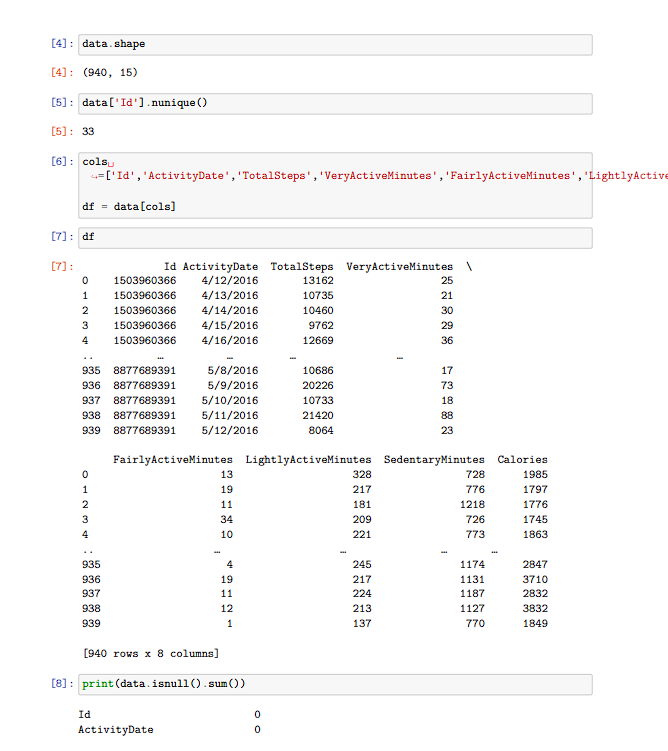 [4]: data.shape
[4]: (940, 15)
[5]: data['Id'].nunique()
[5]: 33
[6]: cols␣
↪=['Id','ActivityDate','TotalSteps','VeryActiveMinutes','FairlyActiveMinutes','LightlyActive
df = data[cols]
[7]: df
[7]: Id ActivityDate TotalSteps VeryActiveMinutes \
0 1503960366 4/12/2016 13162 25
1 1503960366 4/13/2016 10735 21
2 1503960366 4/14/2016 10460 30
3 1503960366 4/15/2016 9762 29
4 1503960366 4/16/2016 12669 36
.. … … … …
935 8877689391 5/8/2016 10686 17
936 8877689391 5/9/2016 20226 73
937 8877689391 5/10/2016 10733 18
938 8877689391 5/11/2016 21420 88
939 8877689391 5/12/2016 8064 23
FairlyActiveMinutes LightlyActiveMinutes SedentaryMinutes Calories
0 13 328 728 1985
1 19 217 776 1797
2 11 181 1218 1776
3 34 209 726 1745
4 10 221 773 1863
.. … … … …
935 4 245 1174 2847
936 19 217 1131 3710
937 11 224 1187 2832
938 12 213 1127 3832
939 1 137 770 1849
[940 rows x 8 columns]
[8]: print(data.isnull().sum())
Id 0
ActivityDate 0